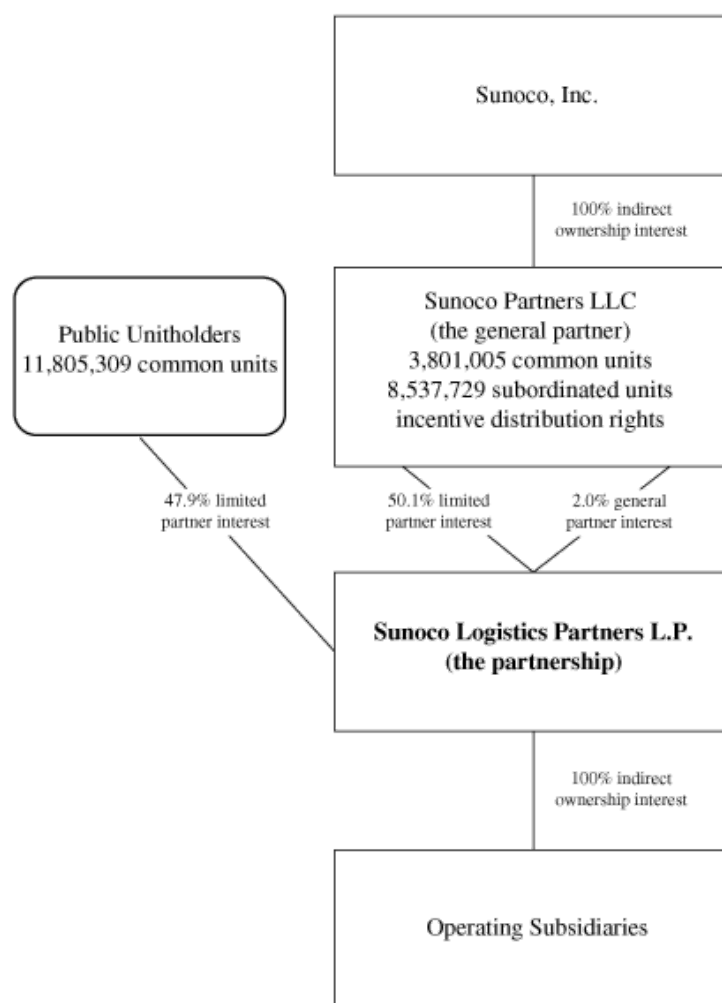 Sunoco, Inc.
100% indirect
ownership interest
Public Unitholders
11,805,309 common units
Sunoco Partners LLC
(the general partner)
3,801,005 common units
8,537,729 subordinated units
incentive distribution rights
47.9% limited
partner interest
50.1% limited
partner interest
2.0% general
partner interest
Sunoco Logistics Partners L.P.
(the partnership)
100% indirect
ownership interest
Operating Subsidiaries